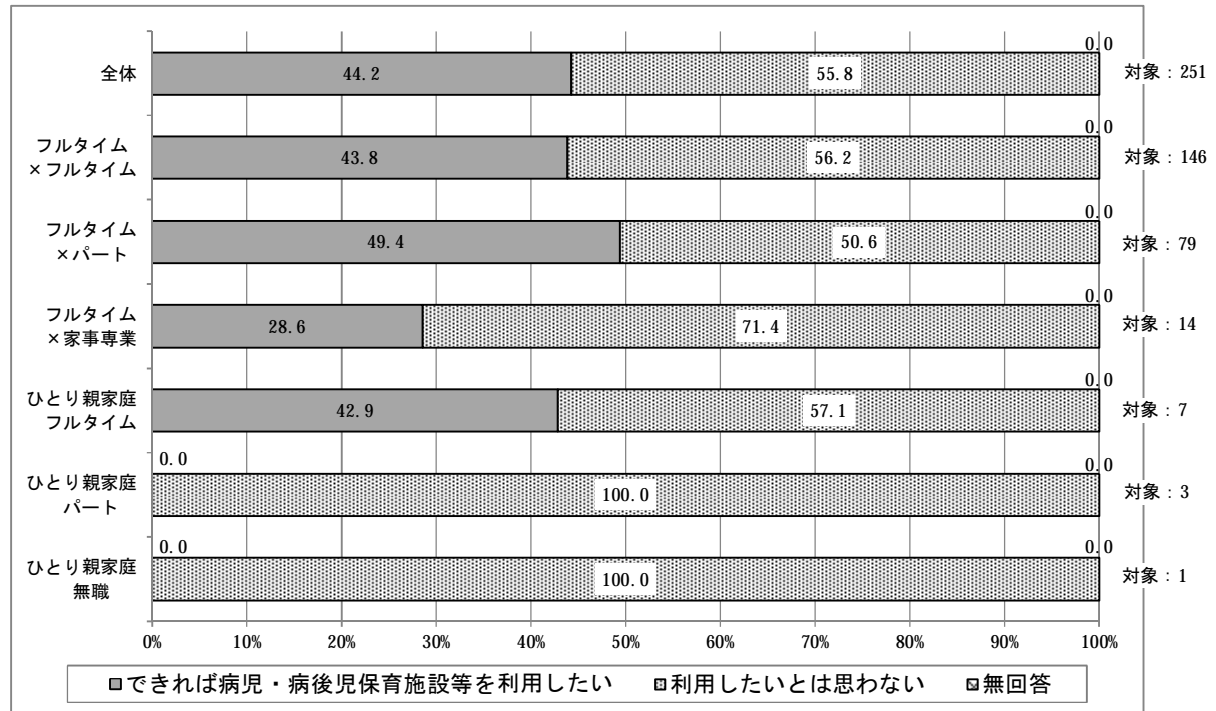 0.0
全体
44.2
55.8
対象：251
0.0
フルタイム
×フルタイム
43.8
56.2
対象：146
0.0
フルタイム
×パート
49.4
50.6
対象：79
0.0
フルタイム
×家事専業
28.6
71.4
対象：14
0.0
ひとり親家庭
フルタイム
42.9
57.1
対象：7
0.0
0.0
ひとり親家庭
パート
100.0
対象：3
0.0
0.0
ひとり親家庭
無職
100.0
対象：1
0% 10% 20% 30% 40% 50% 60% 70% 80% 90% 100%
できれば病児・病後児保育施設等を利用したい 利用したいとは思わない 無回答